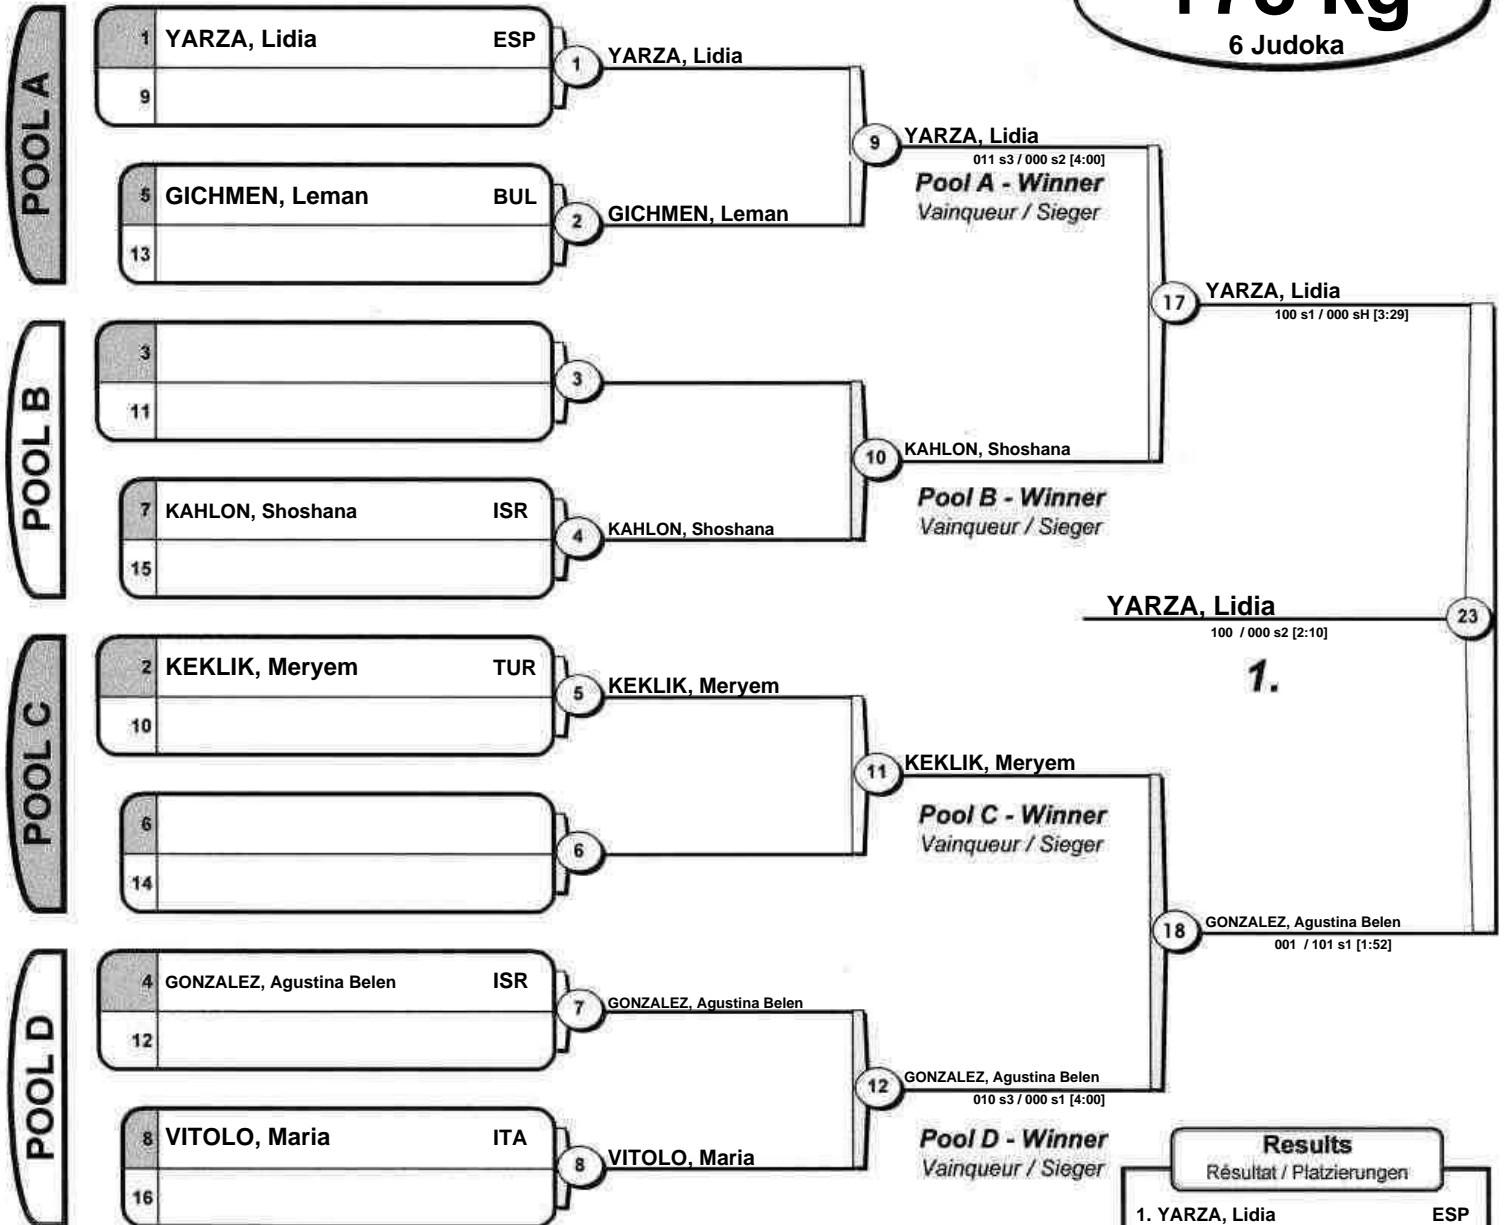 +78 kg
6 Judoka
POOL A
1 YARZA, Lidia ESP
9
1 YARZA, Lidia
5 GICHMEN, Leman BUL
13
2 GICHMEN, Leman
9 YARZA, Lidia
011 s3 / 000 s2 [4:00]
Pool A - Winner
Vainqueur / Sieger
17 YARZA, Lidia
100 s1 / 000 sH [3:29]
POOL B
3
11
3
7 KAHLON, Shoshana ISR
15
4 KAHLON, Shoshana
10 KAHLON, Shoshana
Pool B - Winner
Vainqueur / Sieger
YARZA, Lidia 23
100 / 000 s2 [2:10]
1.
POOL C
2 KEKLIK, Meryem TUR
10
5 KEKLIK, Meryem
6
14
6
11 KEKLIK, Meryem
Pool C - Winner
Vainqueur / Sieger
18 GONZALEZ, Agustina Belen
001 / 101 s1 [1:52]
POOL D
4 GONZALEZ, Agustina Belen ISR
12
7 GONZALEZ, Agustina Belen
8 VITOLO, Maria ITA
16
8 VITOLO, Maria
12 GONZALEZ, Agustina Belen
010 s3 / 000 s1 [4:00]
Pool D - Winner
Vainqueur / Sieger
Results
Résultat / Platzierungen
1. YARZA, Lidia ESP